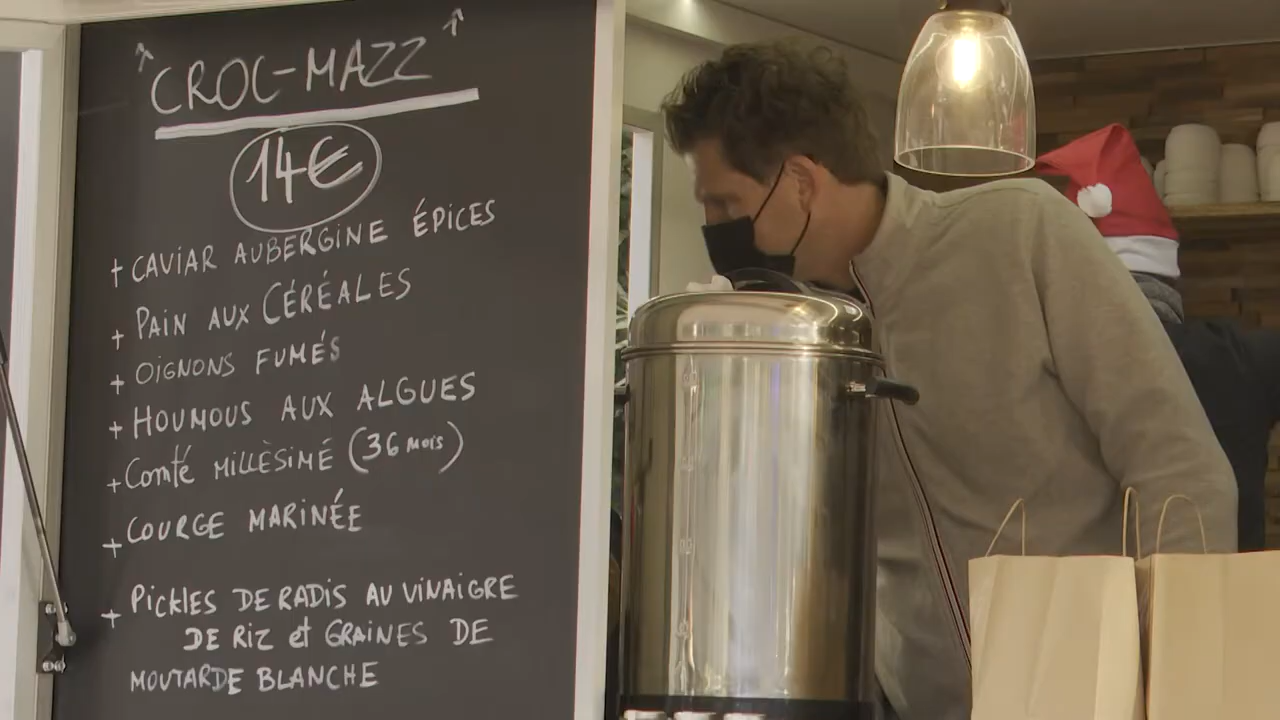 CROC-MAZZ
14€
+ CAVIAR AUBERGINE ÉPICES
+ PAIN AUX CÉRÉALES
+ OIGNONS FUMÉS
+ HOUMOUS AUX ALGUES
+ Comté MILLÈSIMÉ (36 MOIS)
+ COURGE MARINÉE
+ PICKLES DE RADIS AU VINAIGRE
DE RIZ et GRAINES DE
MOUTARDE BLANCHE